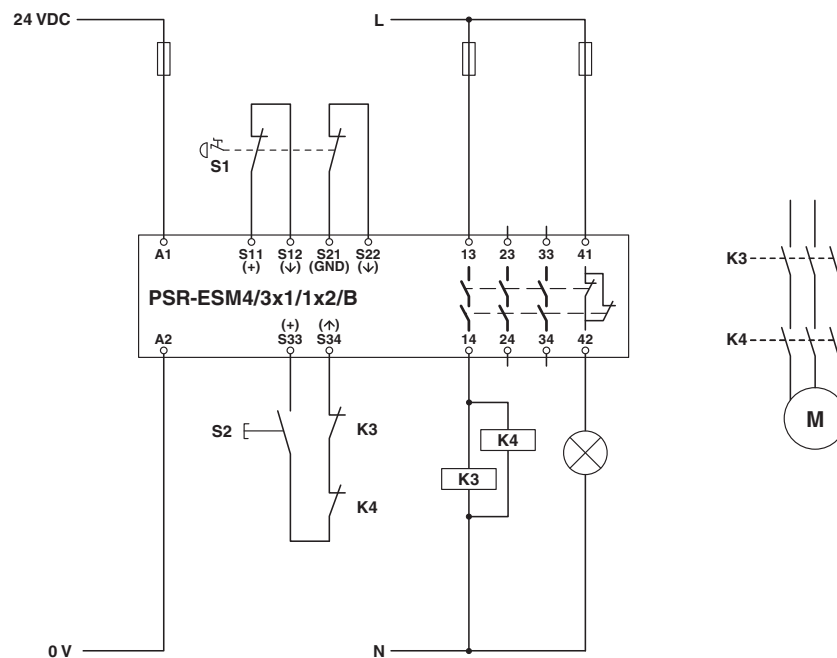 24 VDC
L
S1
A1
S11
(+)
S12
(↓)
S21
(GND)
S22
(↓)
13
23
33
41
PSR-ESM4/3x1/1x2/B
(+)
(↑)
A2
S33
S34
14
24
34
42
K3
K4
M
S2
K3
K4
K4
K3
0 V
N